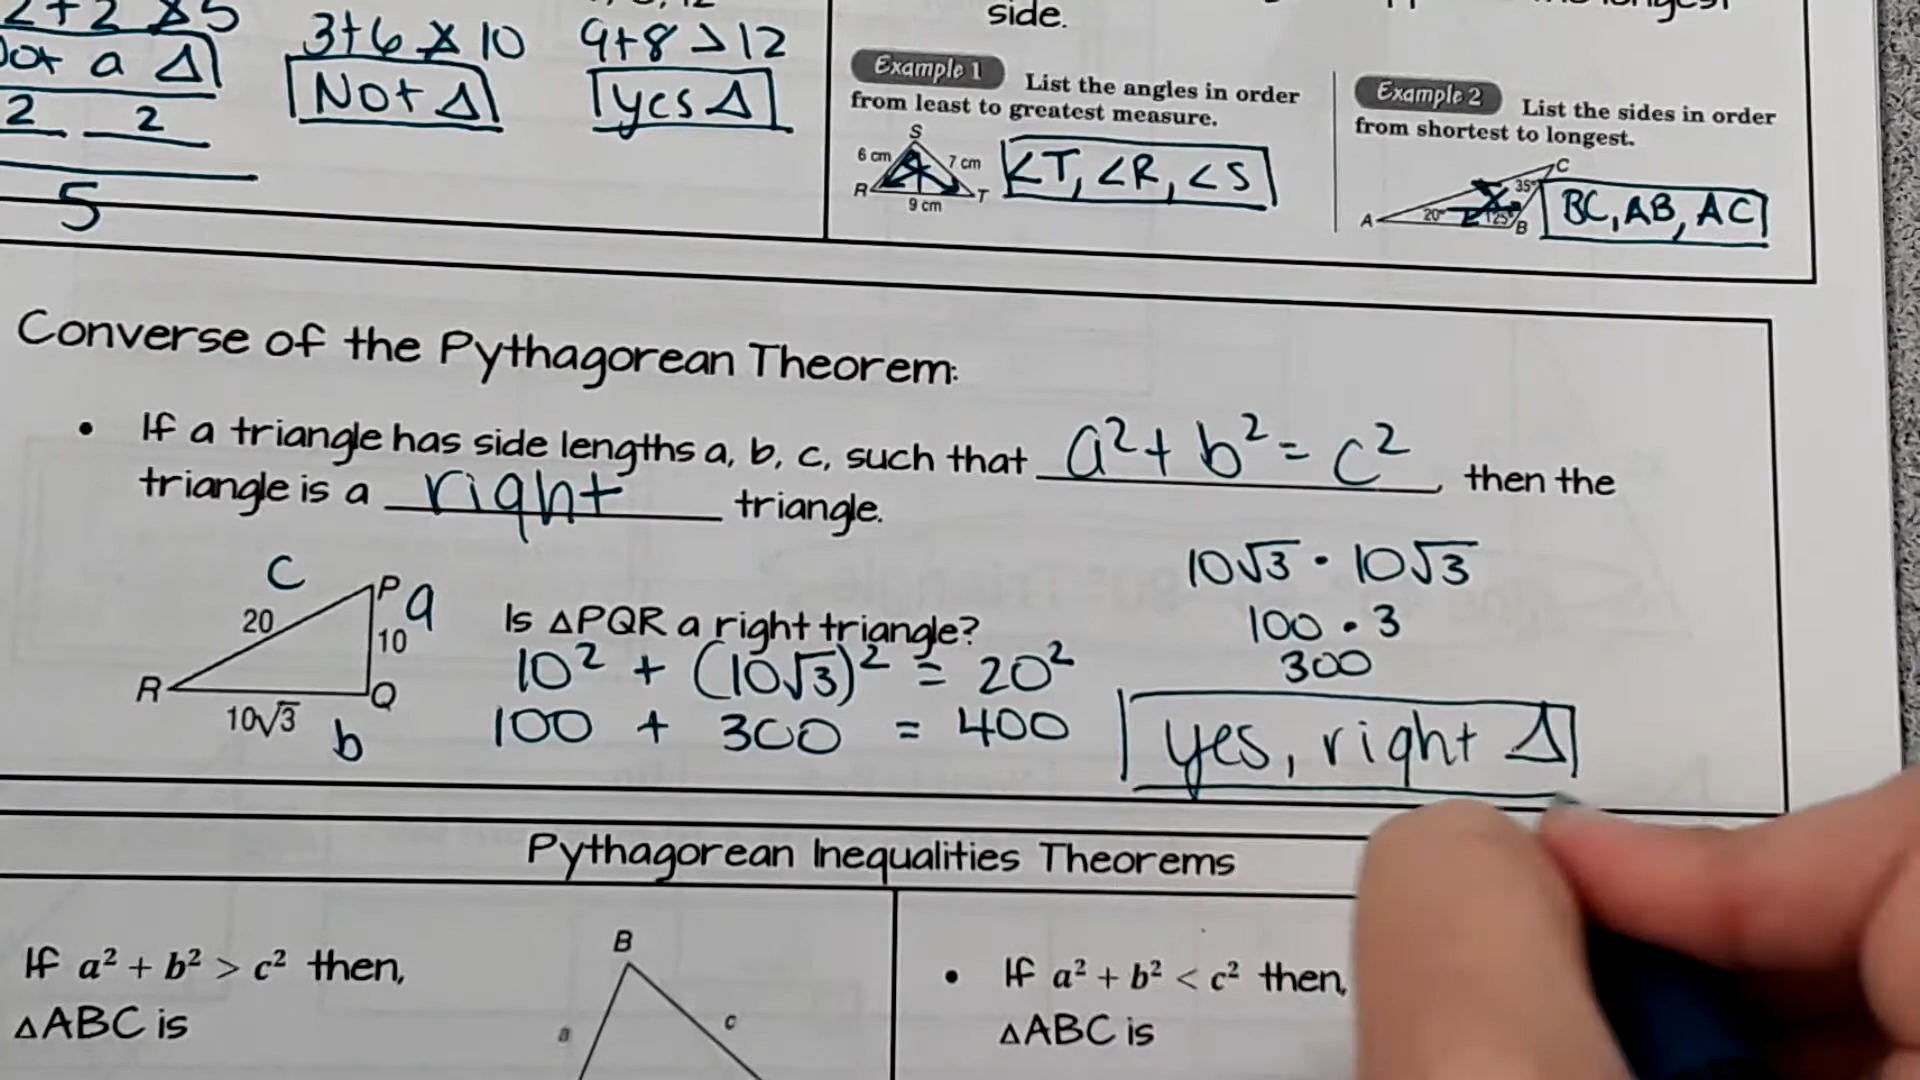 2+2 ≯ 5
a Δ
2 2
5
3+6 ≯ 10
Not Δ
9+8 > 12
yes Δ
side.
Example 1 List the angles in order
from least to greatest measure.
S
6 cm 7 cm
R T
9 cm
∠T, ∠R, ∠S
Example 2 List the sides in order
from shortest to longest.
C
35°
A 20° 125° B
BC, AB, AC
Converse of the Pythagorean Theorem:
• If a triangle has side lengths a, b, c, such that a² + b² = c², then the
triangle is a right triangle.
c
P a
20
10
R Q
10√3 b
Is ΔPQR a right triangle?
10² + (10√3)² = 20²
100 + 300 = 400
10√3 · 10√3
100 · 3
300
yes, right Δ
Pythagorean Inequalities Theorems
If a² + b² > c² then,
ΔABC is
B
a c
• If a² + b² < c² then,
ΔABC is